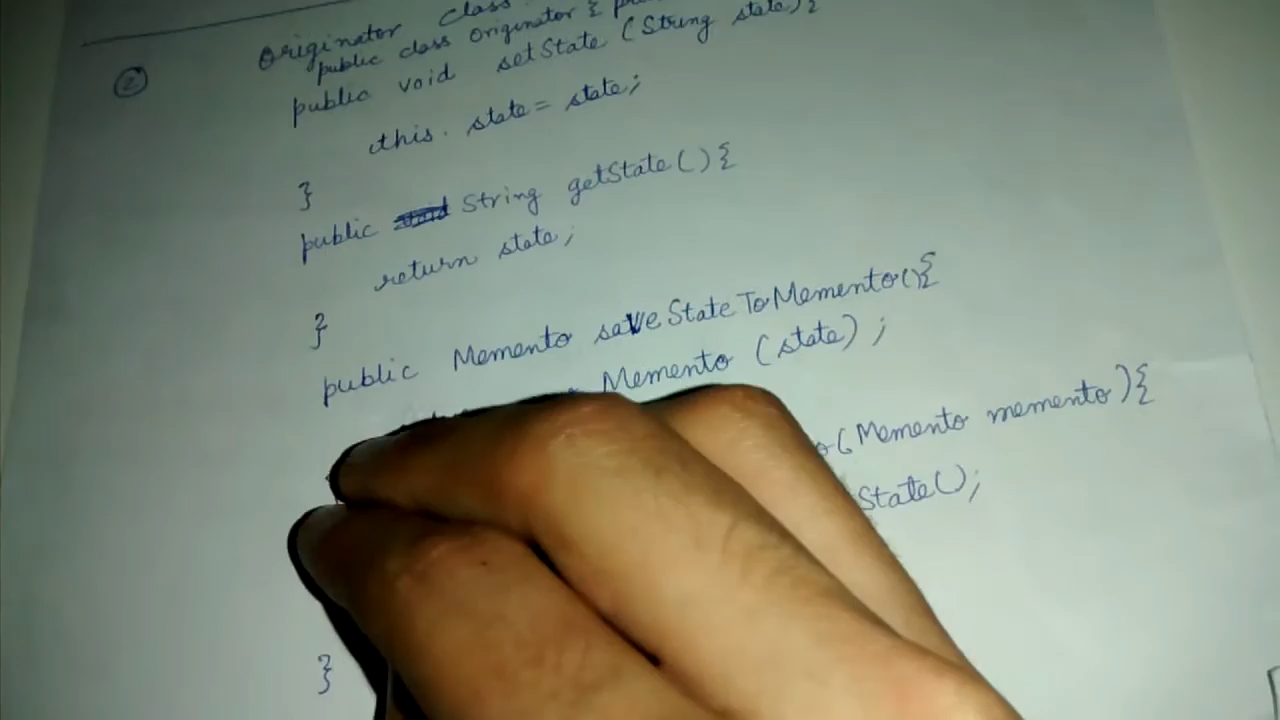 ② Originator Class
public class Originator {
public void setState (String state){
this. state = state;
}
public String getState(){
return state;
}
public Memento saveStateToMemento(){
Memento (state);
(Memento memento){
State();
}